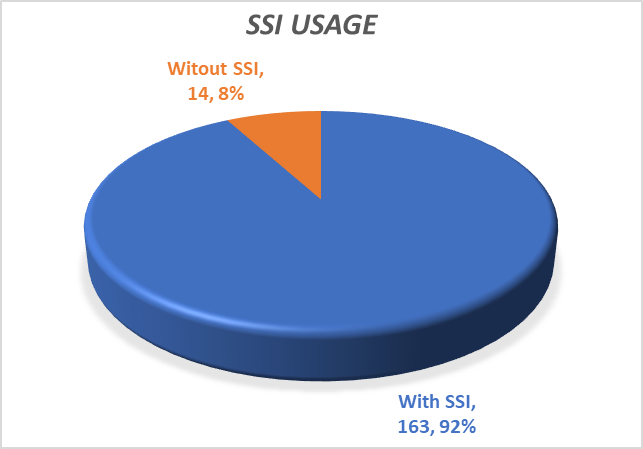 SSI USAGE
Witout SSI,
14, 8%
With SSI,
163, 92%